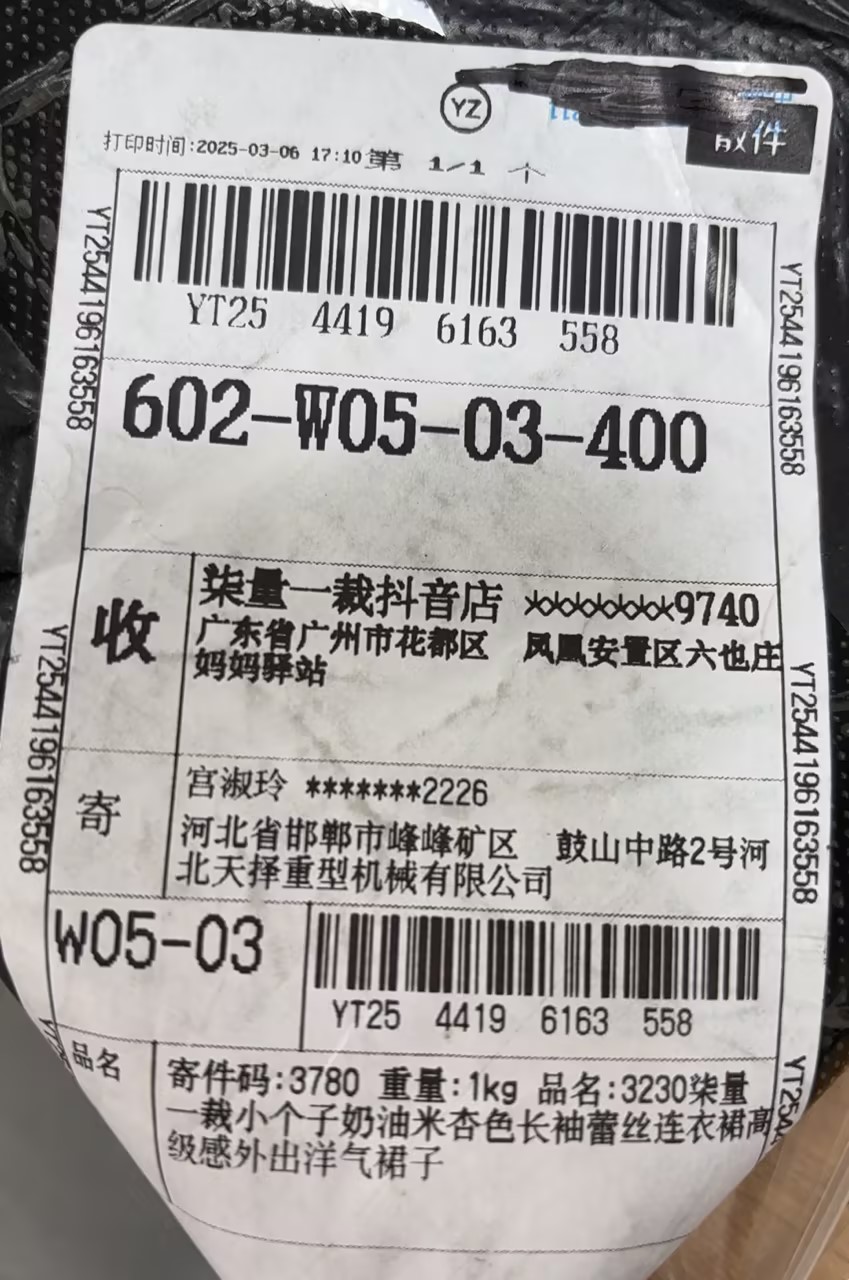 YZ
散件
打印时间:2025-03-06 17:10 第 1/1 个
YT25 4419 6163 558
YT25441961​63558
YT2544196163558
602-W05-03-400
收
柒量一裁抖音店 *******9740
广东省广州市花都区 凤凰安置区六也庄
妈妈驿站
YT2544196163558
YT2544196163558
寄
宫淑玲 *******2226
河北省邯郸市峰峰矿区 鼓山中路2号河
北天择重型机械有限公司
W05-03
YT25 4419 6163 558
品名
寄件码:3780 重量:1kg 品名:3230柒量
一裁小个子奶油米杏色长袖蕾丝连衣裙高
级感外出洋气裙子